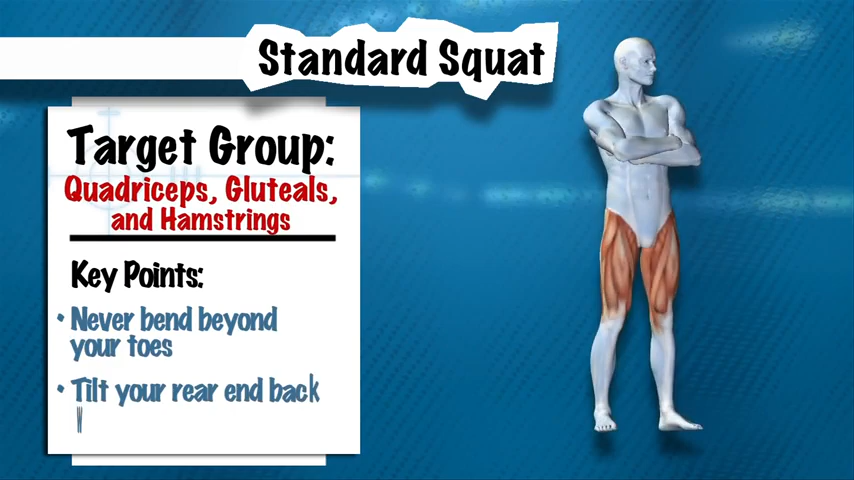 Standard Squat
Target Group:
Quadriceps, Gluteals,
and Hamstrings
Key Points:
• Never bend beyond
your toes
• Tilt your rear end back